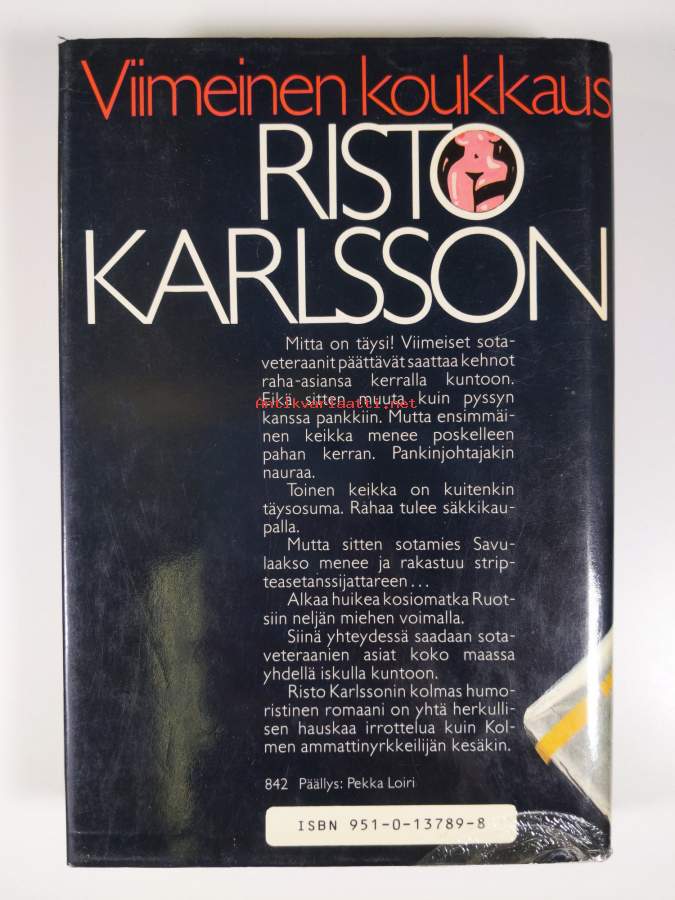 Viimeinen koukkaus
RISTO
KARLSSON
Mitta on täysi! Viimeiset sota-
veteraanit päättävät saattaa kehnot
raha-asiansa kerralla kuntoon.
Eikä sitten muuta kuin pyssyn
Antikvariaatti.net
kanssa pankkiin. Mutta ensimmäi-
nen keikka menee poskelleen
pahan kerran. Pankinjohtajakin
nauraa.
Toinen keikka on kuitenkin
täysosuma. Rahaa tulee säkkikau-
palla.
Mutta sitten sotamies Savu-
laakso menee ja rakastuu strip-
teasetanssijattareen...
Alkaa huikea kosiomatka Ruot-
siin neljän miehen voimalla.
Siinä yhteydessä saadaan sota-
veteraanien asiat koko maassa
yhdellä iskulla kuntoon.
Risto Karlssonin kolmas humo-
ristinen romaani on yhtä herkulli-
sen hauskaa irrottelua kuin Kol-
men ammattinyrkkeilijän kesäkin.
842 Päällys: Pekka Loiri
ISBN 951-0-13789-8